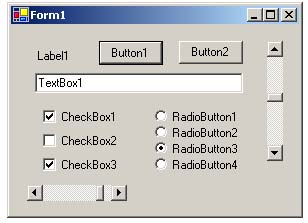 Form1
Label1 Button1 Button2
TextBox1
CheckBox1 RadioButton1
CheckBox2 RadioButton2
CheckBox3 RadioButton3
RadioButton4